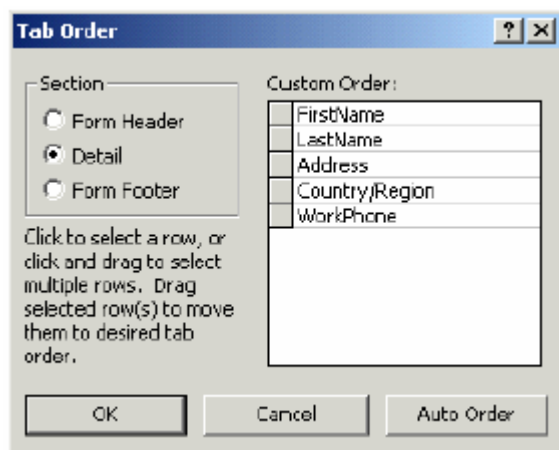 Tab Order
Section
Form Header
Detail
Form Footer
Click to select a row, or
click and drag to select
multiple rows. Drag
selected row(s) to move
them to desired tab
order.
Custom Order:
FirstName
LastName
Address
Country/Region
WorkPhone
OK
Cancel
Auto Order